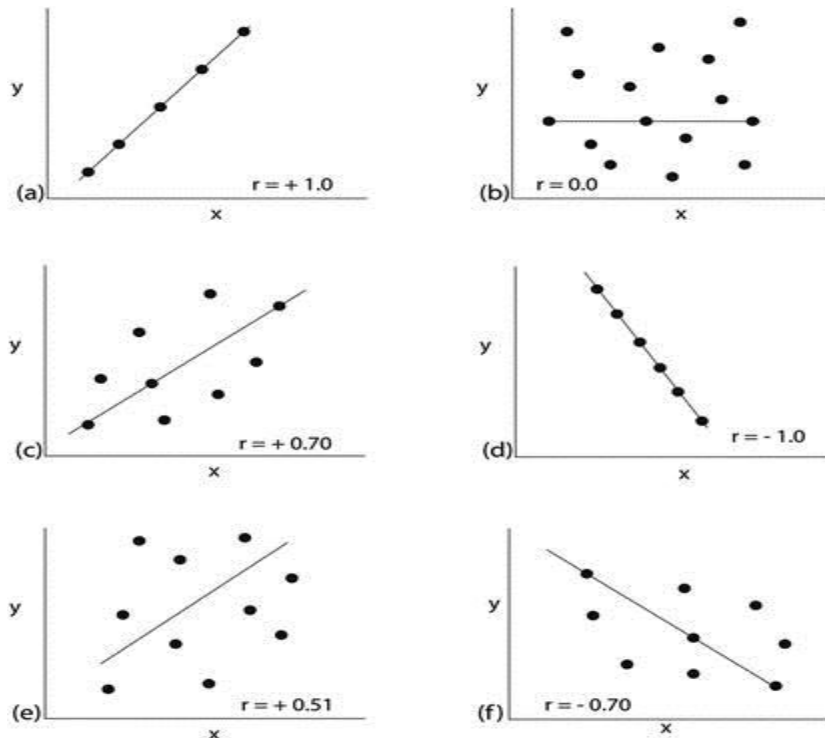 y
(a)
r = + 1.0
x
y
(b)
r = 0.0
x
y
(c)
r = + 0.70
x
y
(d)
r = - 1.0
x
y
(e)
r = + 0.51
x
y
(f)
r = - 0.70
x